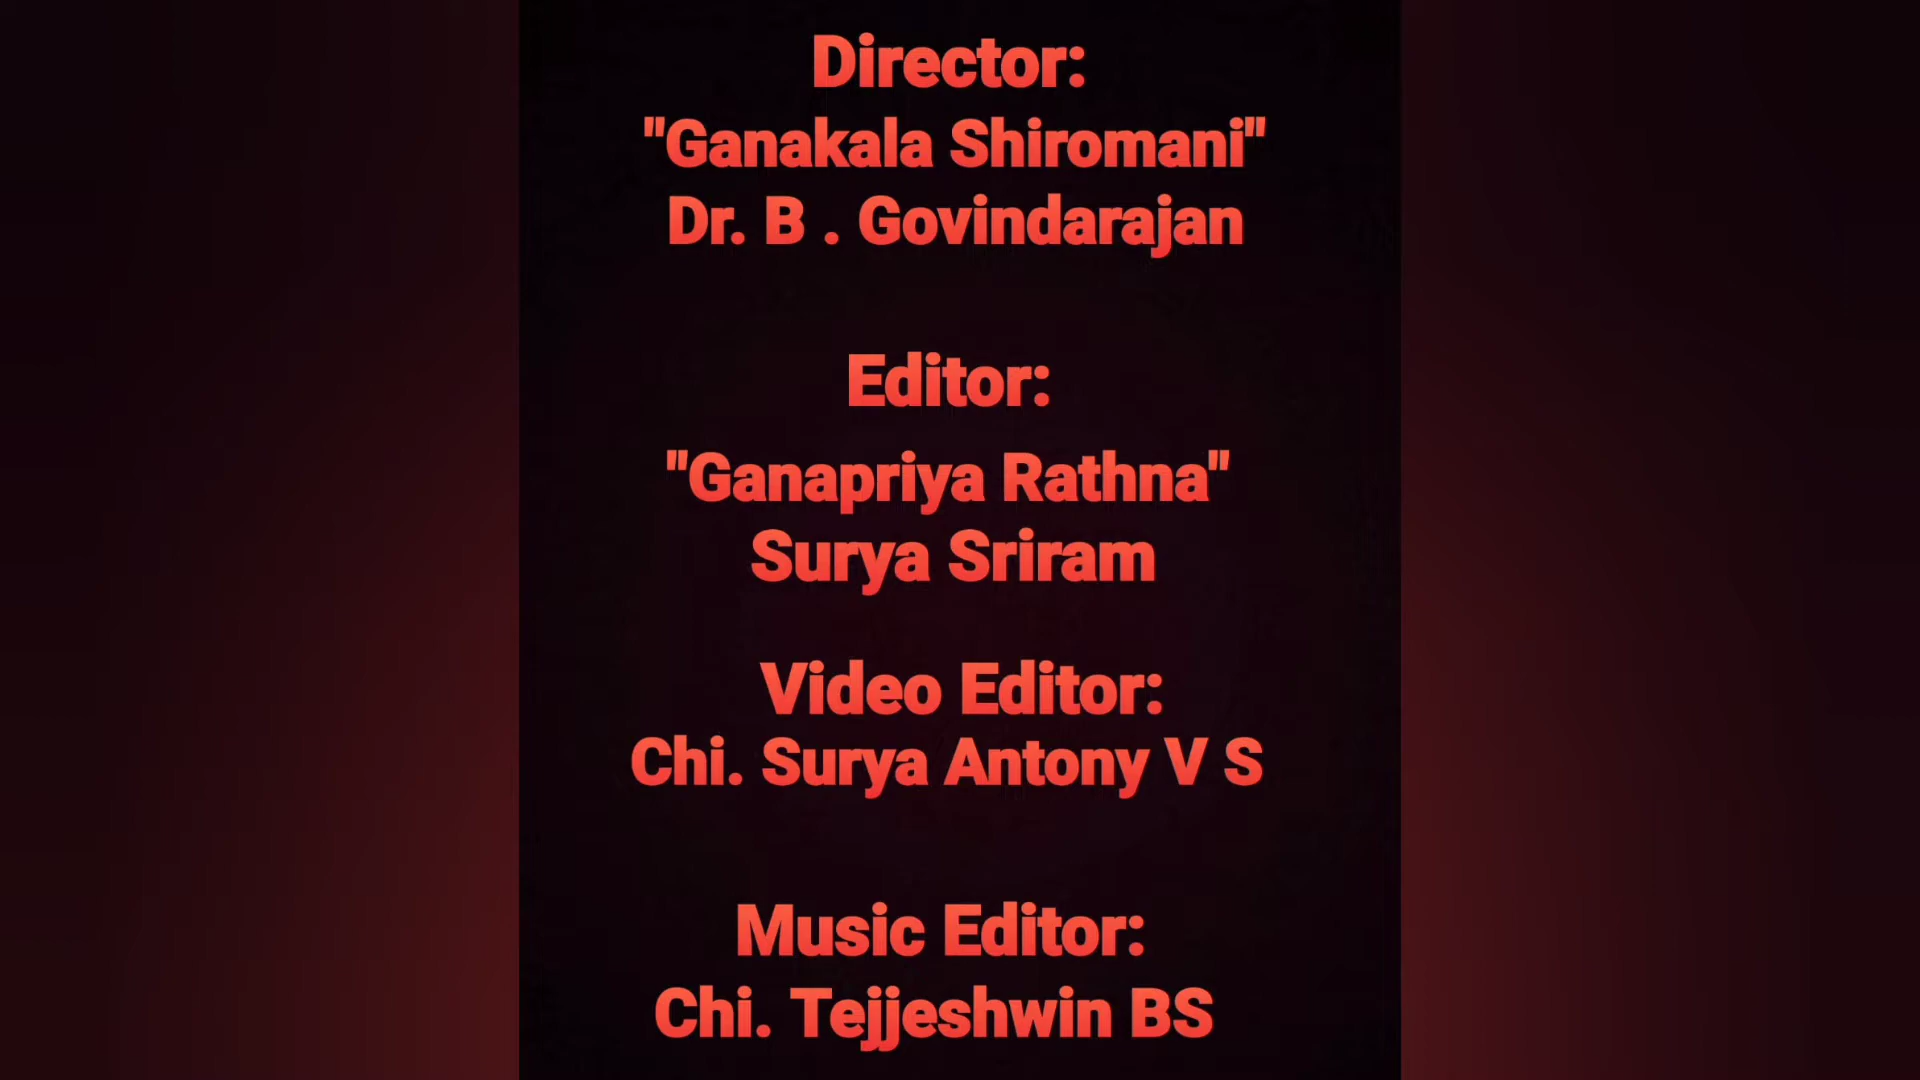 Director:
"Ganakala Shiromani"
Dr. B . Govindarajan
Editor:
"Ganapriya Rathna"
Surya Sriram
Video Editor:
Chi. Surya Antony V S
Music Editor:
Chi. Tejjeshwin BS